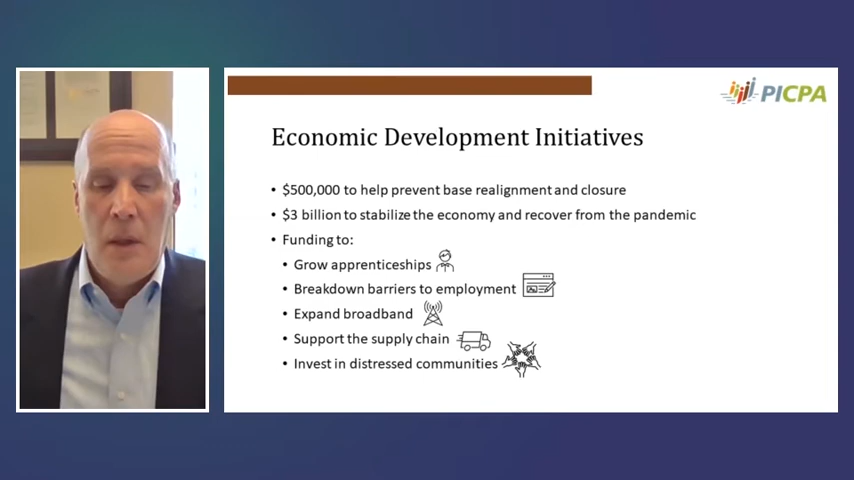 PICPA
Economic Development Initiatives
• $500,000 to help prevent base realignment and closure
• $3 billion to stabilize the economy and recover from the pandemic
• Funding to:
• Grow apprenticeships
• Breakdown barriers to employment
• Expand broadband
• Support the supply chain
• Invest in distressed communities